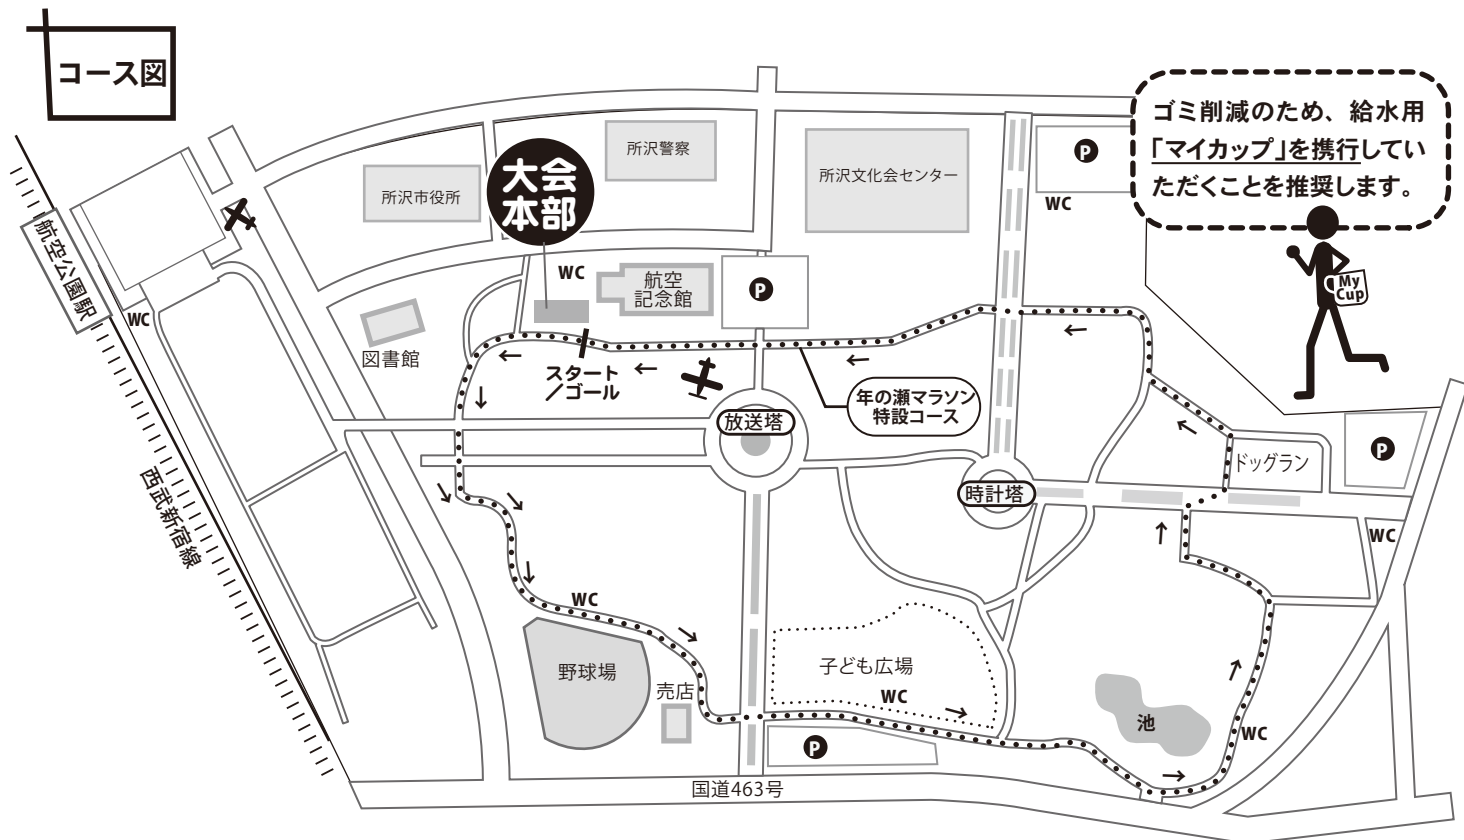 コース図
ゴミ削減のため、給水用
「マイカップ」を携行してい
ただくことを推奨します。
My
Cup
所沢警察
所沢市役所
大会
本部
所沢文化会センター
P
WC
WC
航空
記念館
P
航空公園駅
WC
図書館
スタート
／ゴール
年の瀬マラソン
特設コース
放送塔
時計塔
ドッグラン
P
WC
西武新宿線
WC
野球場
売店
子ども広場
WC
池
WC
P
国道463号